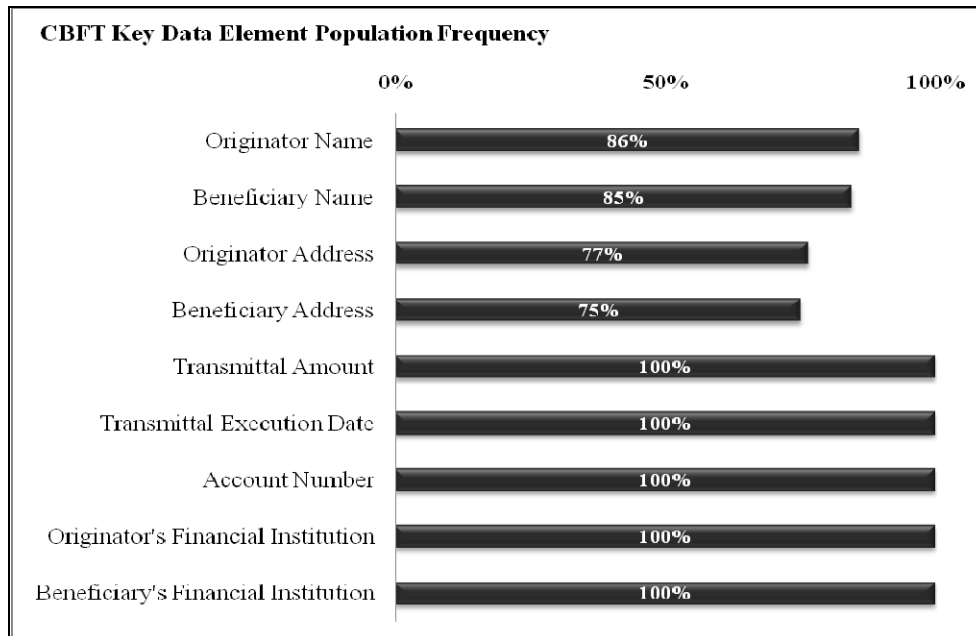 CBFT Key Data Element Population Frequency
0% 50% 100%
Originator Name 86%
Beneficiary Name 85%
Originator Address 77%
Beneficiary Address 75%
Transmittal Amount 100%
Transmittal Execution Date 100%
Account Number 100%
Originator's Financial Institution 100%
Beneficiary's Financial Institution 100%